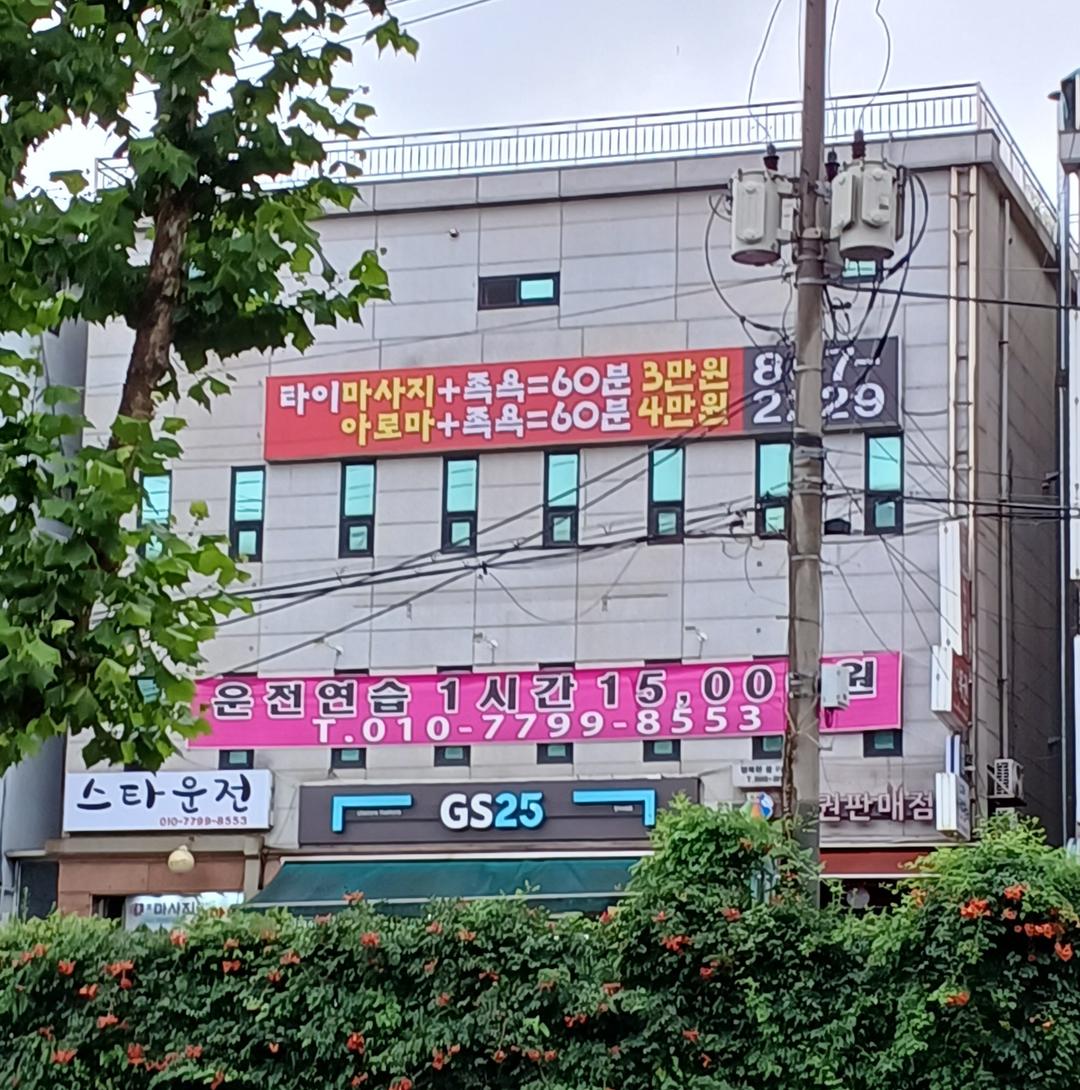 타이마사지+족욕=60분 3만원
아로마+족욕=60분 4만원
운전연습 1시간 15,00 원
T.010-7799-8553
스타운전
010-7799-8553
GS25
권판매점
마사지